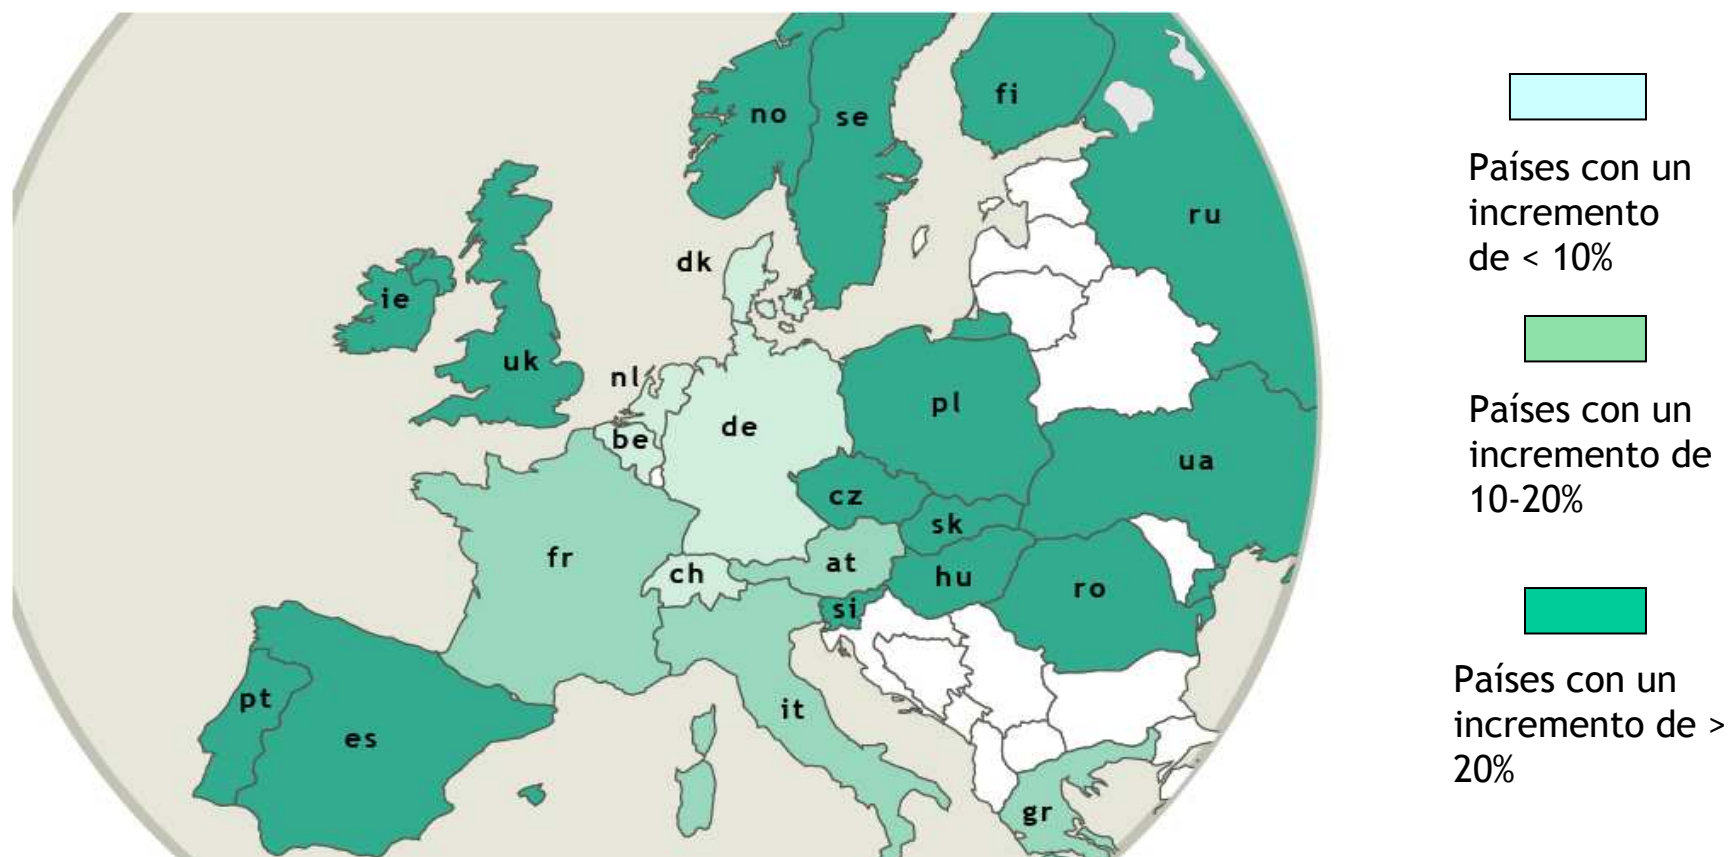 no
se
fi
ru
dk
ie
uk
nl
be
de
pl
ua
cz
sk
fr
ch
at
hu
si
ro
pt
es
it
gr
Países con un
incremento
de < 10%
Países con un
incremento de
10-20%
Países con un
incremento de >
20%